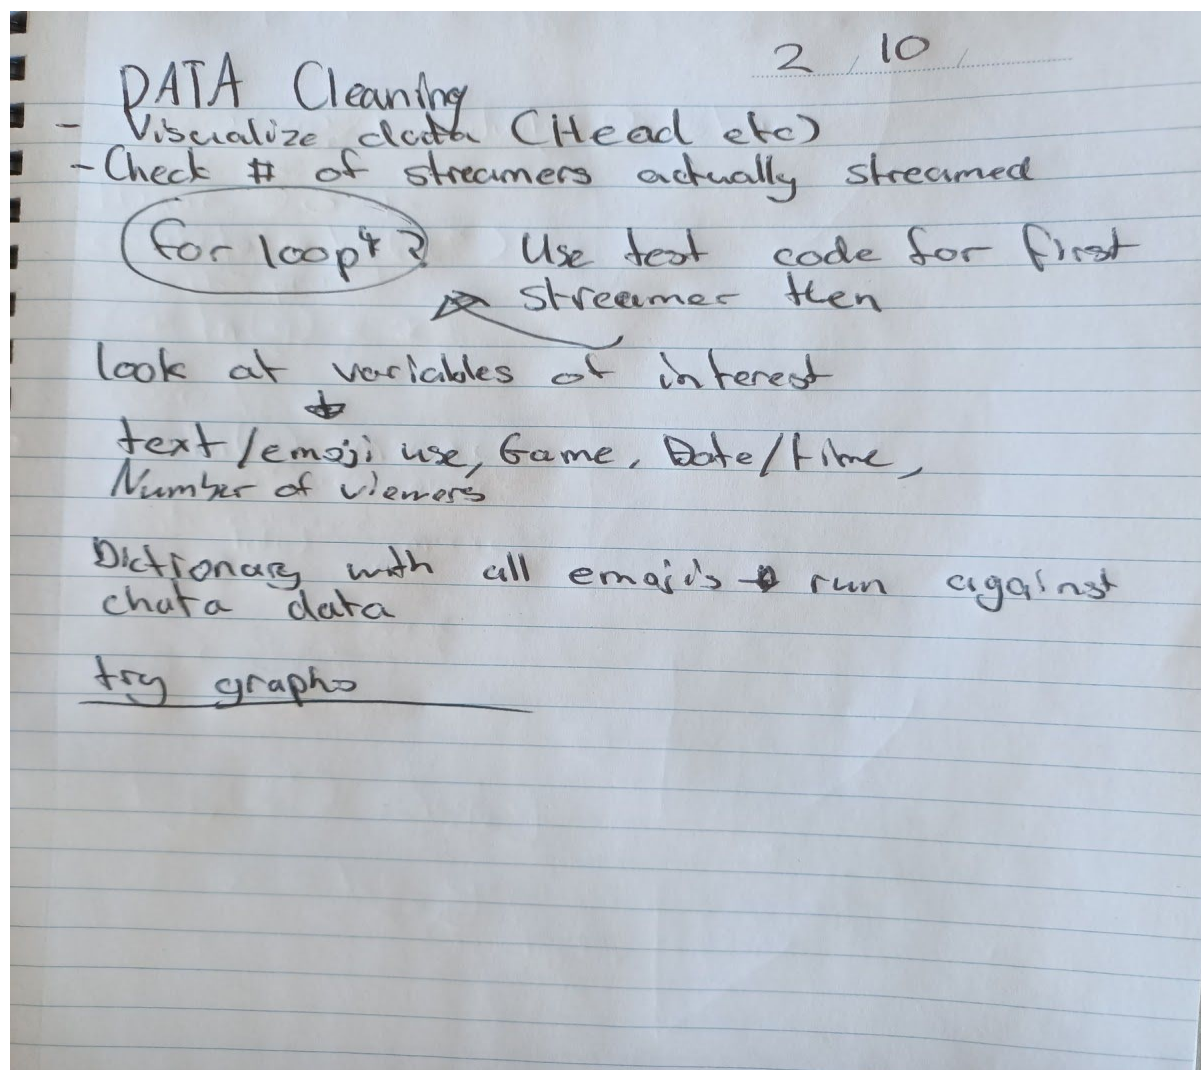 2 / 10 /
DATA Cleaning
- Visualize data (Head etc)
- Check # of streamers actually streamed
for loop ? Use test code for first
streamer then
look at variables of interest
text/emoji use, Game, Date/time,
Number of viewers
Dictionary with all emoji's → run against
chata data
try graphs